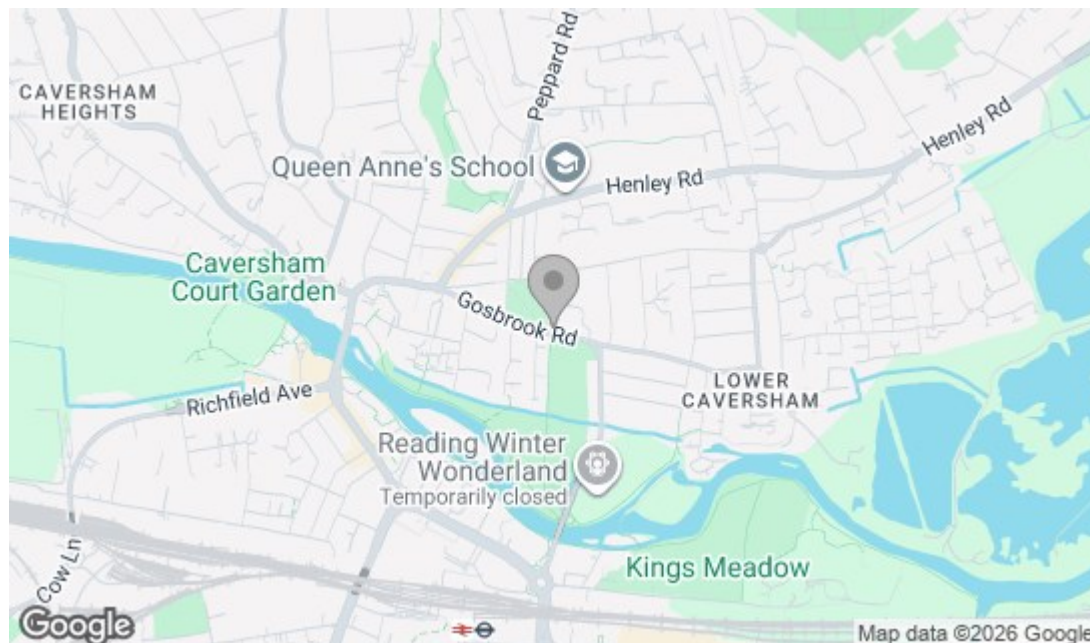 Peppard Rd
CAVERSHAM
HEIGHTS
Henley Rd
Queen Anne's School
Henley Rd
Caversham
Court Garden
Gosbrook Rd
Richfield Ave
LOWER
CAVERSHAM
Reading Winter
Wonderland
Temporarily closed
Cow Ln
Kings Meadow
Google
Map data ©2026 Google